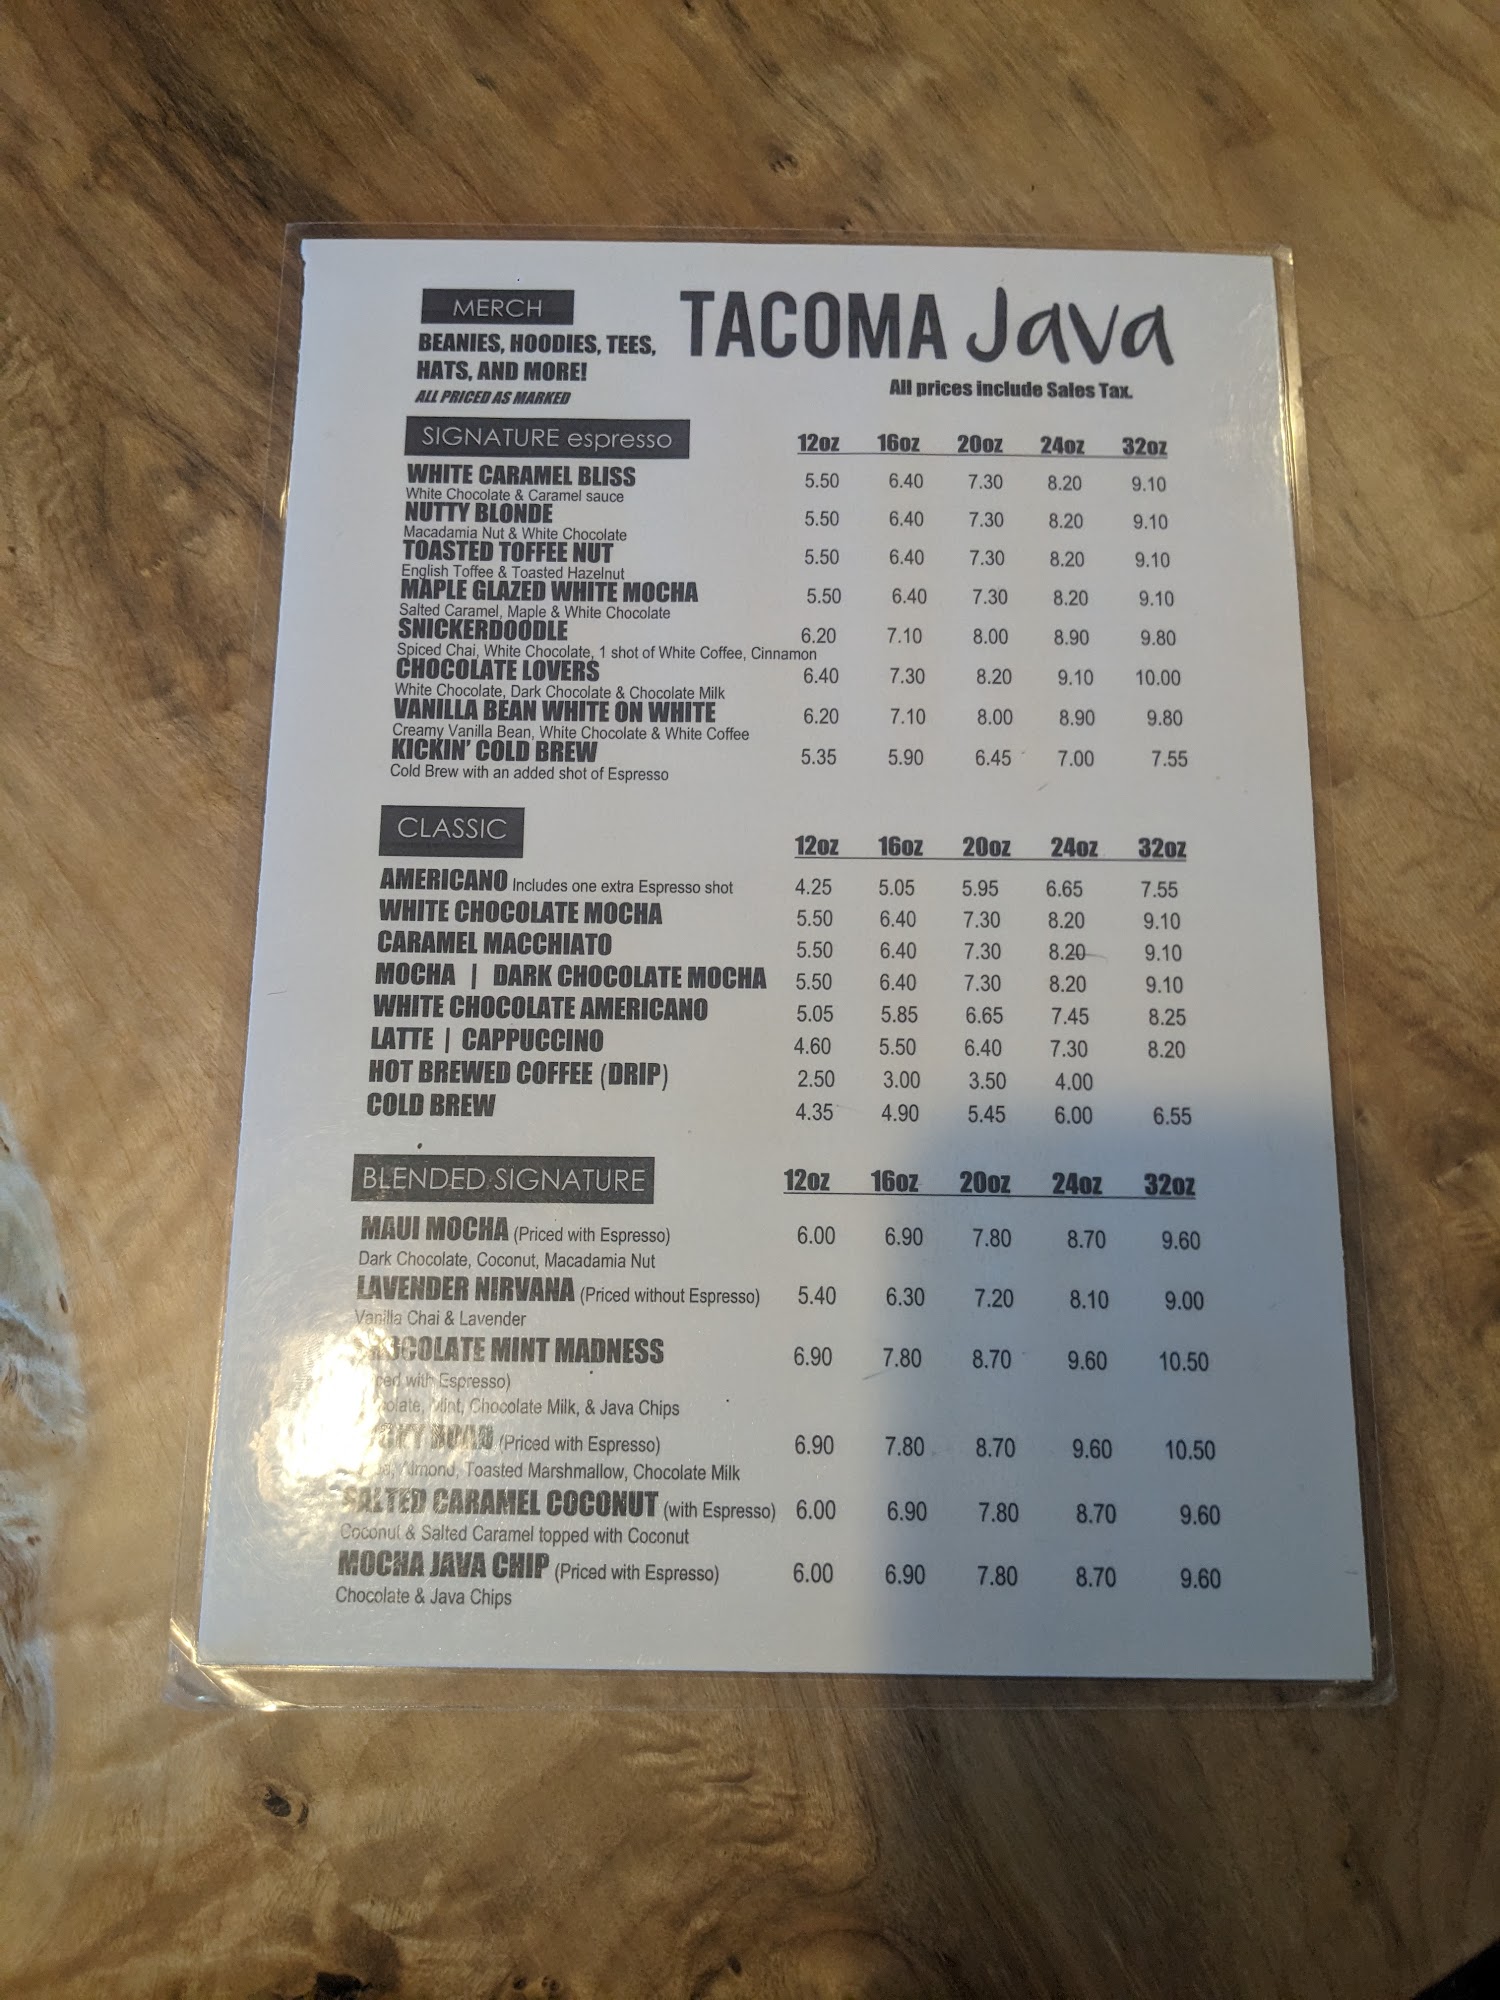 MERCH
TACOMA Java
BEANIES, HOODIES, TEES,
HATS, AND MORE!
ALL PRICED AS MARKED
All prices include Sales Tax.
SIGNATURE espresso 12oz 16oz 20oz 24oz 32oz
WHITE CARAMEL BLISS 5.50 6.40 7.30 8.20 9.10
White Chocolate & Caramel sauce
NUTTY BLONDE 5.50 6.40 7.30 8.20 9.10
Macadamia Nut & White Chocolate
TOASTED TOFFEE NUT 5.50 6.40 7.30 8.20 9.10
English Toffee & Toasted Hazelnut
MAPLE GLAZED WHITE MOCHA 5.50 6.40 7.30 8.20 9.10
Salted Caramel, Maple & White Chocolate
SNICKERDOODLE 6.20 7.10 8.00 8.90 9.80
Spiced Chai, White Chocolate, 1 shot of White Coffee, Cinnamon
CHOCOLATE LOVERS 6.40 7.30 8.20 9.10 10.00
White Chocolate, Dark Chocolate & Chocolate Milk
VANILLA BEAN WHITE ON WHITE 6.20 7.10 8.00 8.90 9.80
Creamy Vanilla Bean, White Chocolate & White Coffee
KICKIN' COLD BREW 5.35 5.90 6.45 7.00 7.55
Cold Brew with an added shot of Espresso
CLASSIC 12oz 16oz 20oz 24oz 32oz
AMERICANO Includes one extra Espresso shot 4.25 5.05 5.95 6.65 7.55
WHITE CHOCOLATE MOCHA 5.50 6.40 7.30 8.20 9.10
CARAMEL MACCHIATO 5.50 6.40 7.30 8.20 9.10
MOCHA | DARK CHOCOLATE MOCHA 5.50 6.40 7.30 8.20 9.10
WHITE CHOCOLATE AMERICANO 5.05 5.85 6.65 7.45 8.25
LATTE | CAPPUCCINO 4.60 5.50 6.40 7.30 8.20
HOT BREWED COFFEE (DRIP) 2.50 3.00 3.50 4.00
COLD BREW 4.35 4.90 5.45 6.00 6.55
BLENDED SIGNATURE 12oz 16oz 20oz 24oz 32oz
MAUI MOCHA (Priced with Espresso) 6.00 6.90 7.80 8.70 9.60
Dark Chocolate, Coconut, Macadamia Nut
LAVENDER NIRVANA (Priced without Espresso) 5.40 6.30 7.20 8.10 9.00
Vanilla Chai & Lavender
CHOCOLATE MINT MADNESS 6.90 7.80 8.70 9.60 10.50
with Espresso)
Mint, Chocolate Milk, & Java Chips
(Priced with Espresso) 6.90 7.80 8.70 9.60 10.50
Almond, Toasted Marshmallow, Chocolate Milk
SALTED CARAMEL COCONUT (with Espresso) 6.00 6.90 7.80 8.70 9.60
Coconut & Salted Caramel topped with Coconut
MOCHA JAVA CHIP (Priced with Espresso) 6.00 6.90 7.80 8.70 9.60
Chocolate & Java Chips